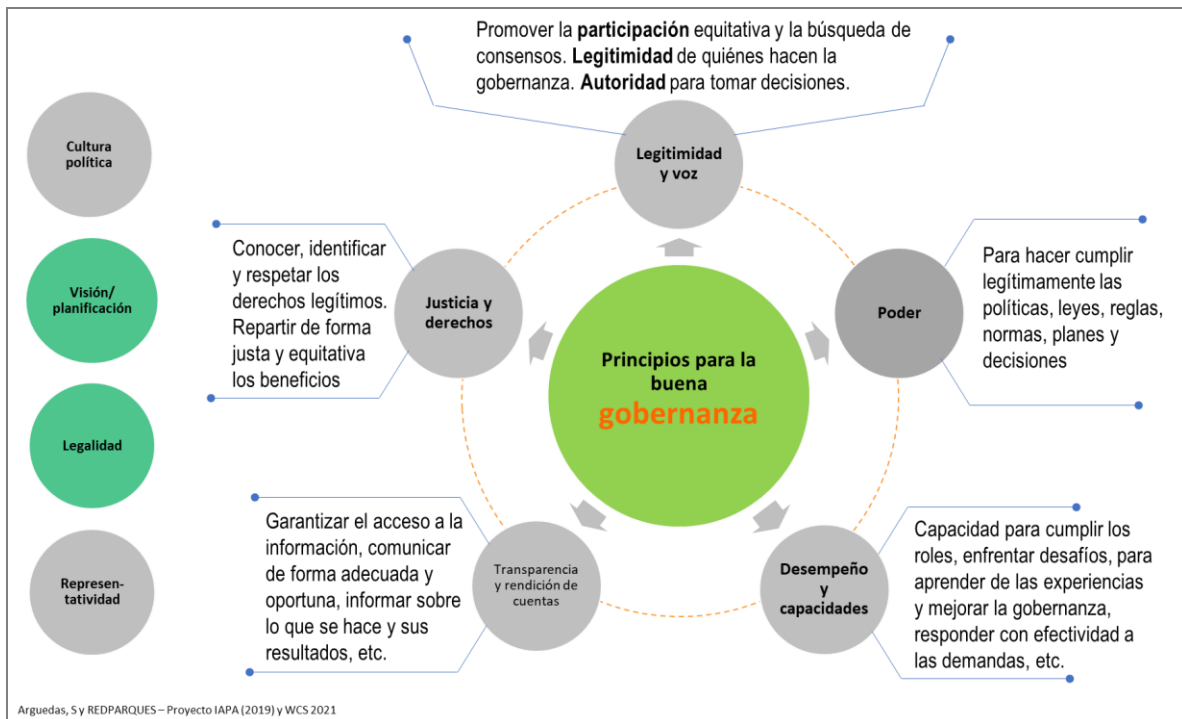 Promover la participación equitativa y la búsqueda de
consensos. Legitimidad de quiénes hacen la
gobernanza. Autoridad para tomar decisiones.
Cultura
política
Visión/
planificación
Legalidad
Represen-
tatividad
Legitimidad
y voz
Conocer, identificar
y respetar los
derechos legítimos.
Repartir de forma
justa y equitativa
los beneficios
Justicia y
derechos
Principios para la
buena
gobernanza
Poder
Para hacer cumplir
legítimamente las
políticas, leyes, reglas,
normas, planes y
decisiones
Garantizar el acceso a la
información, comunicar
de forma adecuada y
oportuna, informar sobre
lo que se hace y sus
resultados, etc.
Transparencia
y rendición de
cuentas
Desempeño
y
capacidades
Capacidad para cumplir los
roles, enfrentar desafíos, para
aprender de las experiencias
y mejorar la gobernanza,
responder con efectividad a
las demandas, etc.
Arguedas, S y REDPARQUES – Proyecto IAPA (2019) y WCS 2021